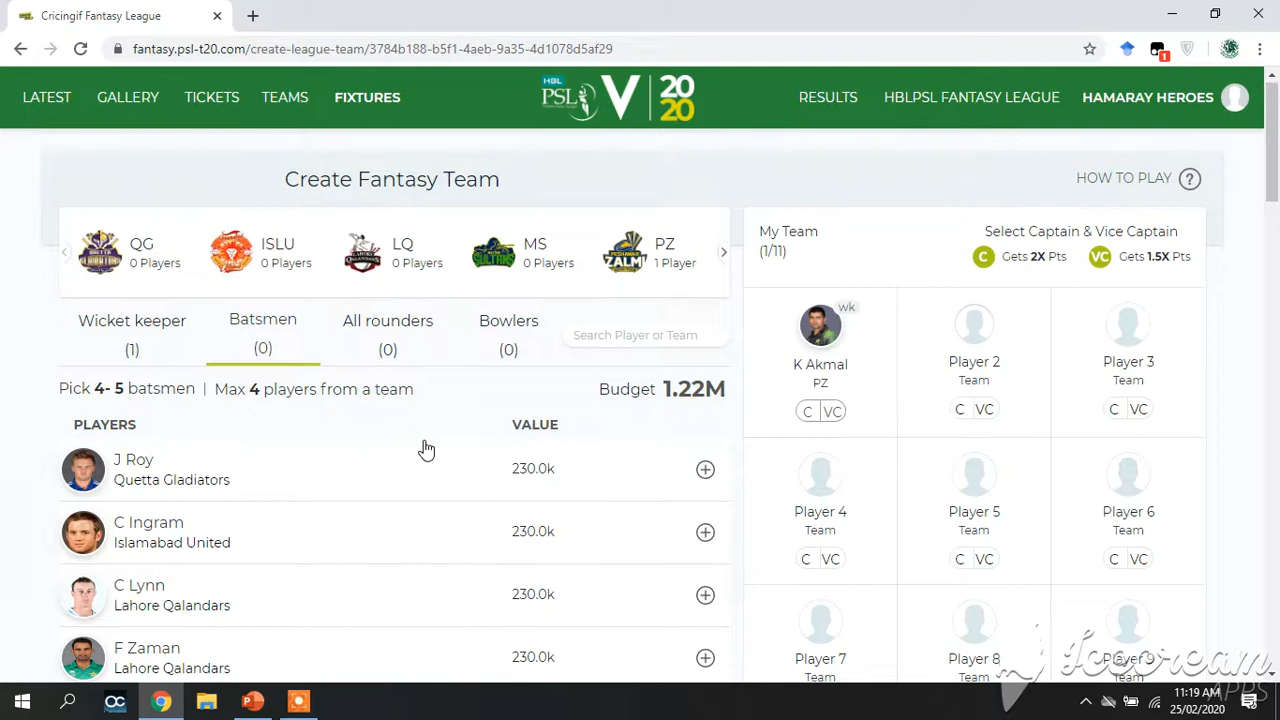 Cricingif Fantasy League
fantasy.psl-t20.com/create-league-team/3784b188-b5f1-4aeb-9a35-4d1078d5af29
1
LATEST GALLERY TICKETS TEAMS FIXTURES HBL PSL V 2020 RESULTS HBLPSL FANTASY LEAGUE HAMARAY HEROES
Create Fantasy Team
HOW TO PLAY ?
QG
0 Players
ISLU
0 Players
LQ
0 Players
MS
0 Players
PZ
1 Player
My Team
(1/11)
Select Captain & Vice Captain
C Gets 2X Pts VC Gets 1.5X Pts
Wicket keeper
(1)
Batsmen
(0)
All rounders
(0)
Bowlers
(0)
Search Player or Team
Pick 4- 5 batsmen | Max 4 players from a team
Budget 1.22M
PLAYERS VALUE
J Roy
Quetta Gladiators
230.0k
C Ingram
Islamabad United
230.0k
C Lynn
Lahore Qalandars
230.0k
F Zaman
Lahore Qalandars
230.0k
wk
K Akmal
PZ
C VC
Player 2
Team
C VC
Player 3
Team
C VC
Player 4
Team
C VC
Player 5
Team
C VC
Player 6
Team
C VC
Player 7
Player 8
Icecream
APPS
11:19 AM
25/02/2020